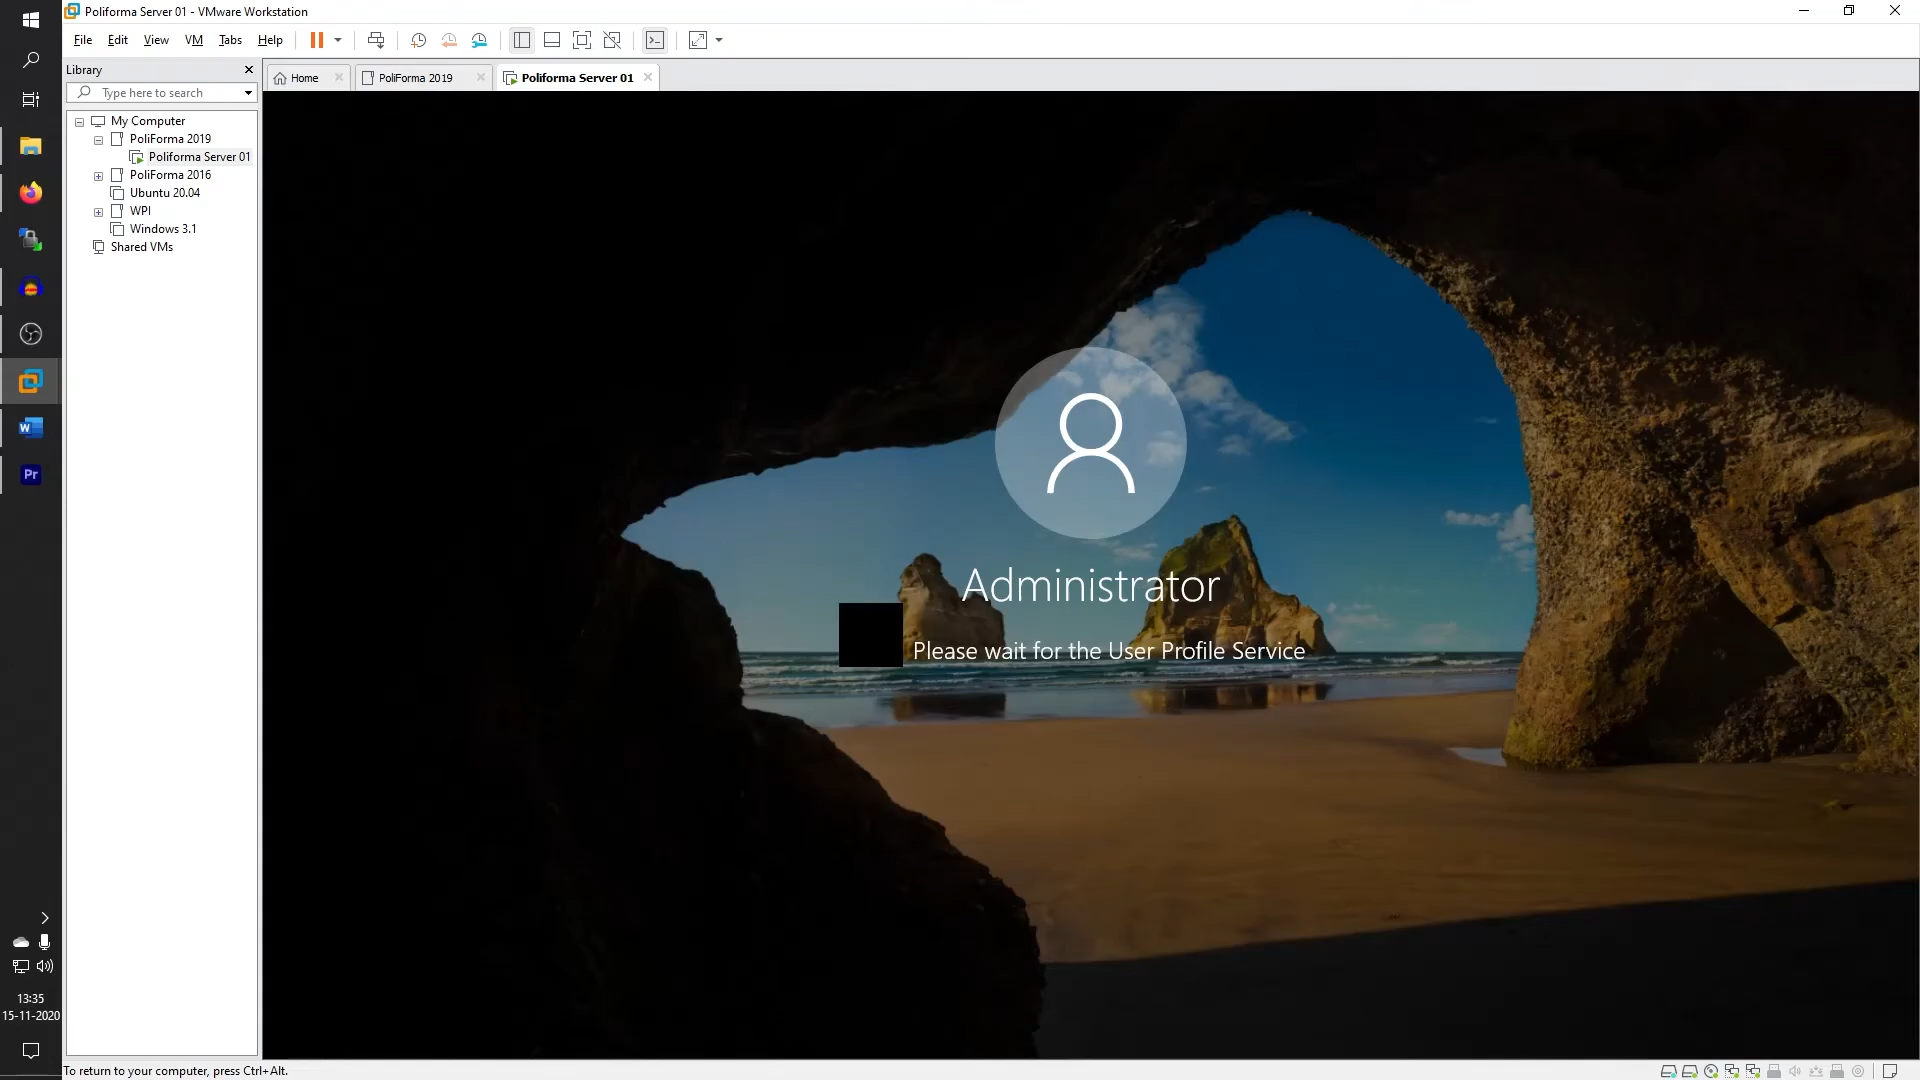 Poliforma Server 01 - VMware Workstation
File Edit View VM Tabs Help
Library
Type here to search
My Computer
PoliForma 2019
Poliforma Server 01
PoliForma 2016
Ubuntu 20.04
WPI
Windows 3.1
Shared VMs
Home
PoliForma 2019
Poliforma Server 01
Administrator
Please wait for the User Profile Service
W
Pr
13:35
15-11-2020
To return to your computer, press Ctrl+Alt.